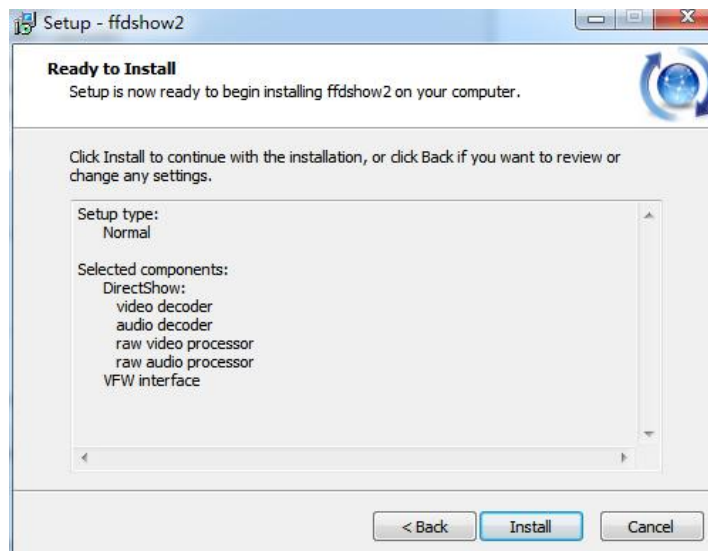 Setup - ffdshow2
Ready to Install
Setup is now ready to begin installing ffdshow2 on your computer.
Click Install to continue with the installation, or click Back if you want to review or
change any settings.
Setup type:
Normal
Selected components:
DirectShow:
video decoder
audio decoder
raw video processor
raw audio processor
VFW interface
< Back
Install
Cancel